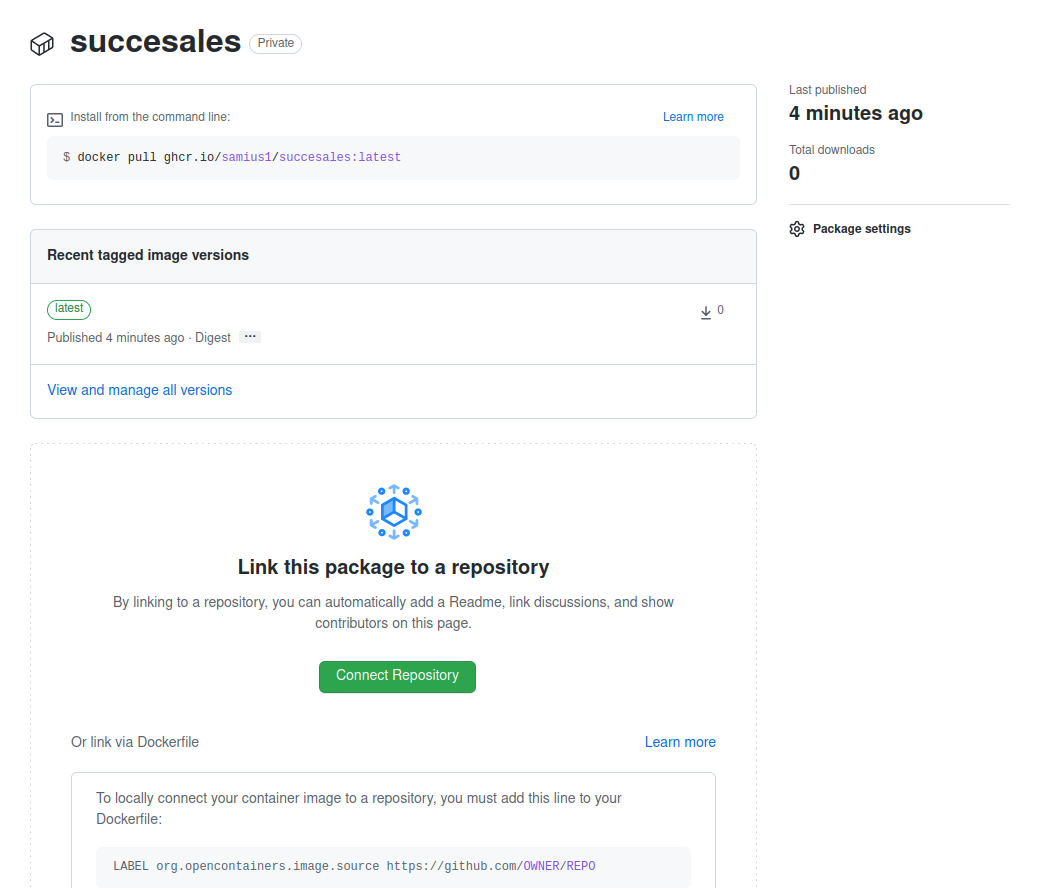 succesales Private
Install from the command line: Learn more
$ docker pull ghcr.io/samius1/succesales:latest
Last published
4 minutes ago
Total downloads
0
Package settings
Recent tagged image versions
latest 0
Published 4 minutes ago · Digest ···
View and manage all versions
Link this package to a repository
By linking to a repository, you can automatically add a Readme, link discussions, and show
contributors on this page.
Connect Repository
Or link via Dockerfile Learn more
To locally connect your container image to a repository, you must add this line to your
Dockerfile:
LABEL org.opencontainers.image.source https://github.com/OWNER/REPO